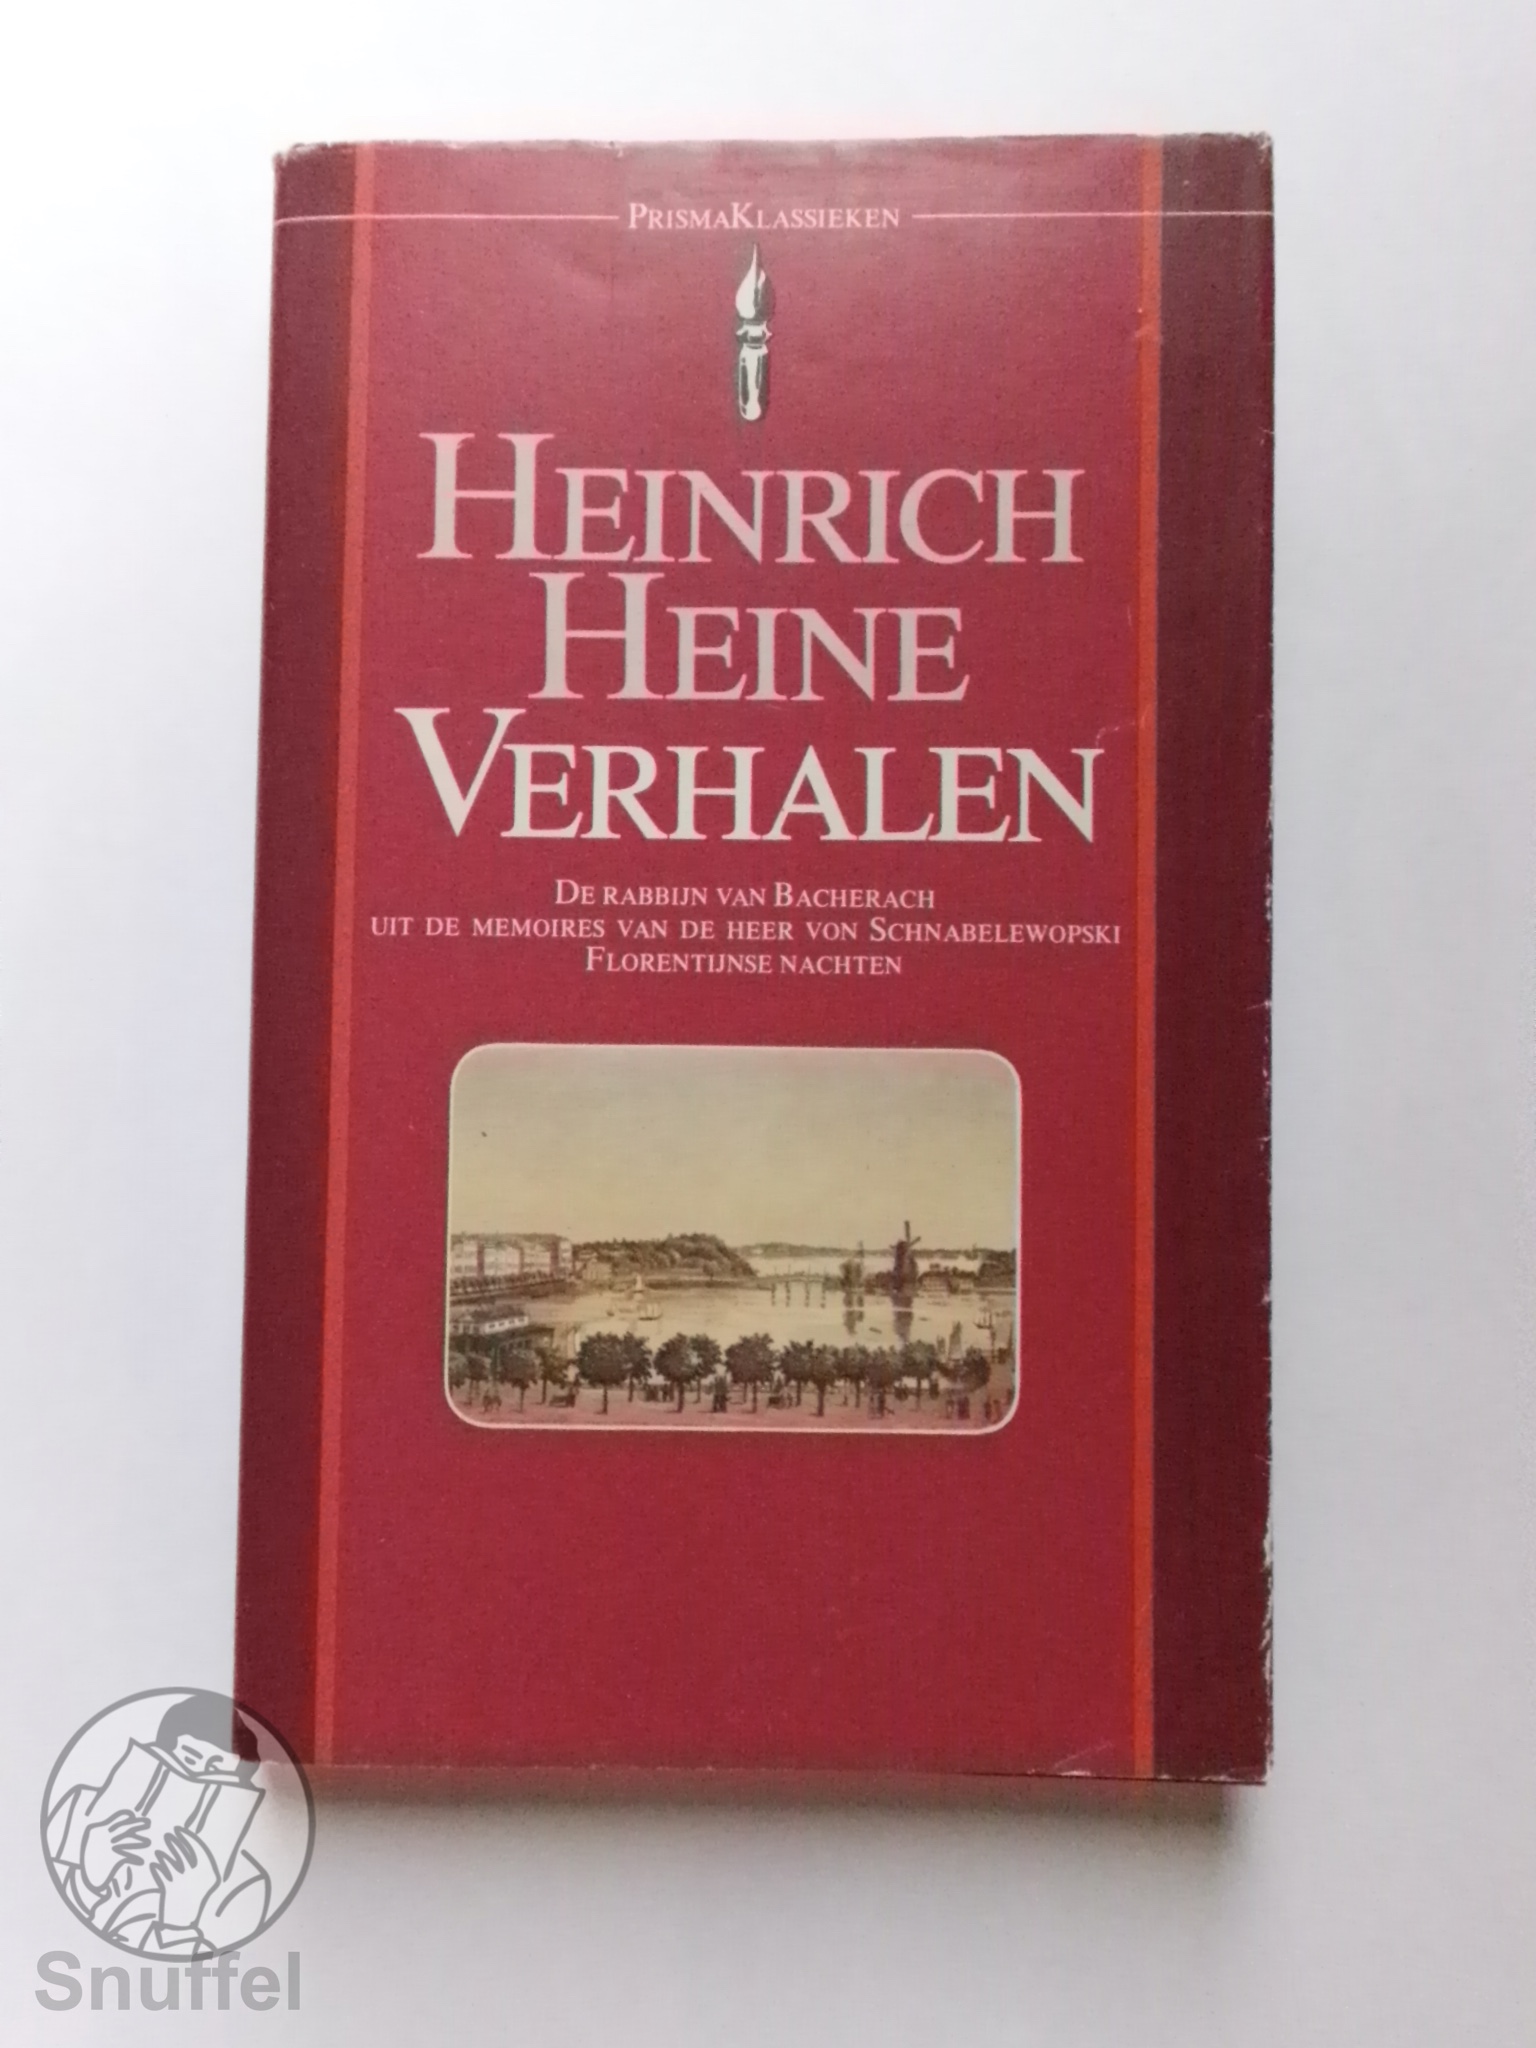 PRISMAKLASSIEKEN
HEINRICH
HEINE
VERHALEN
DE RABBIJN VAN BACHERACH
UIT DE MEMOIRES VAN DE HEER VON SCHNABELEWOPSKI
FLORENTIJNSE NACHTEN
Snuffel